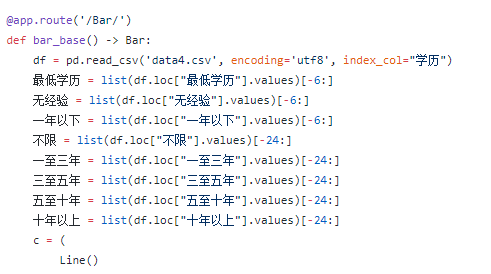 @app.route('/Bar/')
def bar_base() -> Bar:
    df = pd.read_csv('data4.csv', encoding='utf8', index_col="学历")
    最低学历 = list(df.loc["最低学历"].values)[-6:]
    无经验 = list(df.loc["无经验"].values)[-6:]
    一年以下 = list(df.loc["一年以下"].values)[-6:]
    不限 = list(df.loc["不限"].values)[-24:]
    一至三年 = list(df.loc["一至三年"].values)[-24:]
    三至五年 = list(df.loc["三至五年"].values)[-24:]
    五至十年 = list(df.loc["五至十年"].values)[-24:]
    十年以上 = list(df.loc["十年以上"].values)[-24:]
    c = (
        Line()